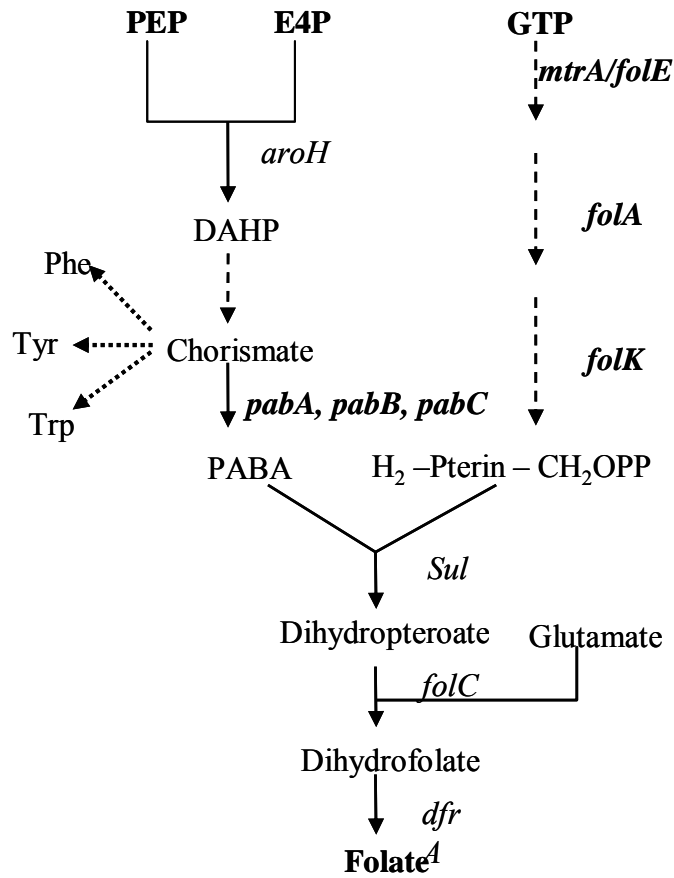 PEP E4P GTP
mtrA/folE
aroH
folA
DAHP
Phe
Tyr
Chorismate
folK
Trp
pabA, pabB, pabC
PABA H₂ –Pterin – CH₂OPP
Sul
Dihydropteroate Glutamate
folC
Dihydrofolate
dfr
A
Folate